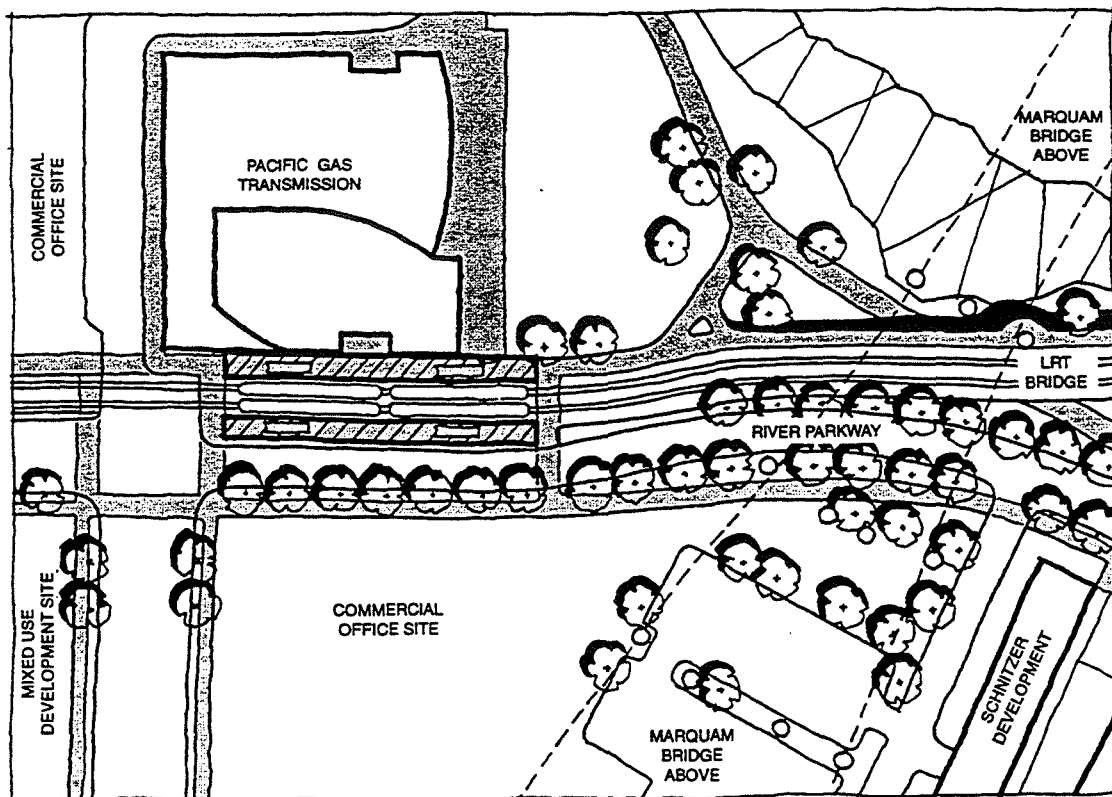 COMMERCIAL
OFFICE SITE
PACIFIC GAS
TRANSMISSION
MARQUAM
BRIDGE
ABOVE
LRT
BRIDGE
RIVER PARKWAY
MIXED USE
DEVELOPMENT SITE
COMMERCIAL
OFFICE SITE
MARQUAM
BRIDGE
ABOVE
SCHNITZER
DEVELOPMENT